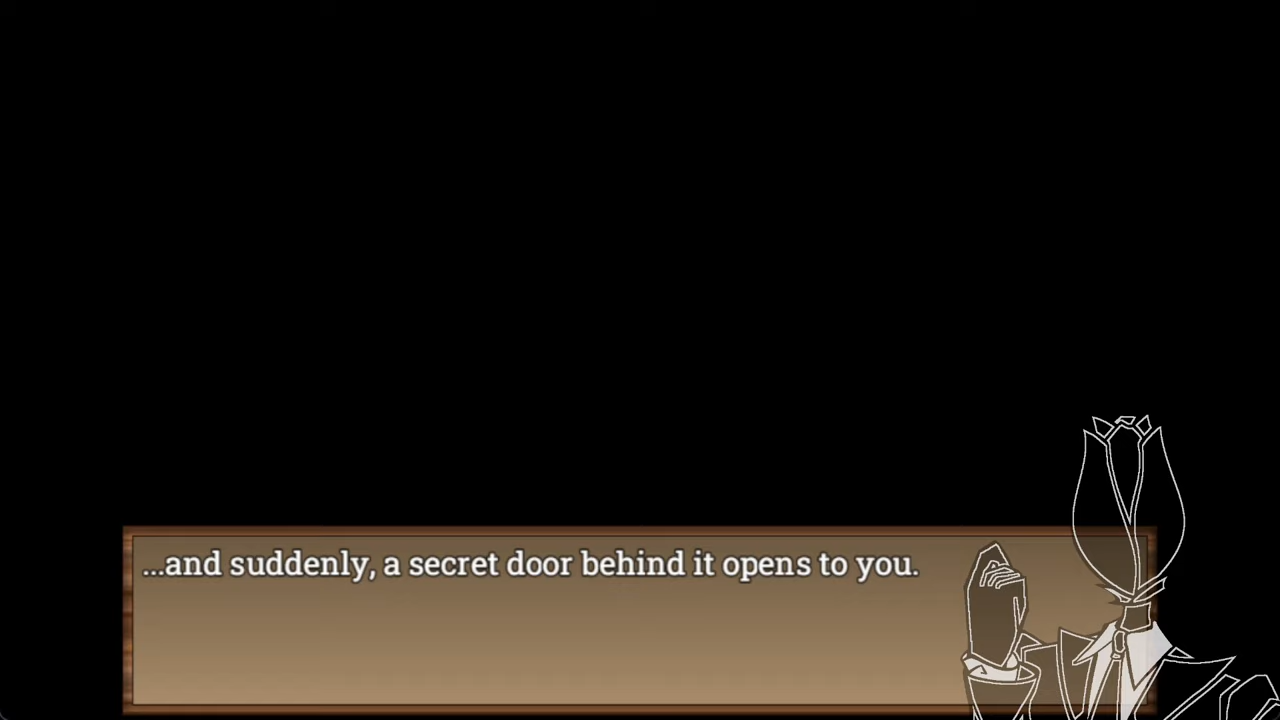 ...and suddenly, a secret door behind it opens to you.